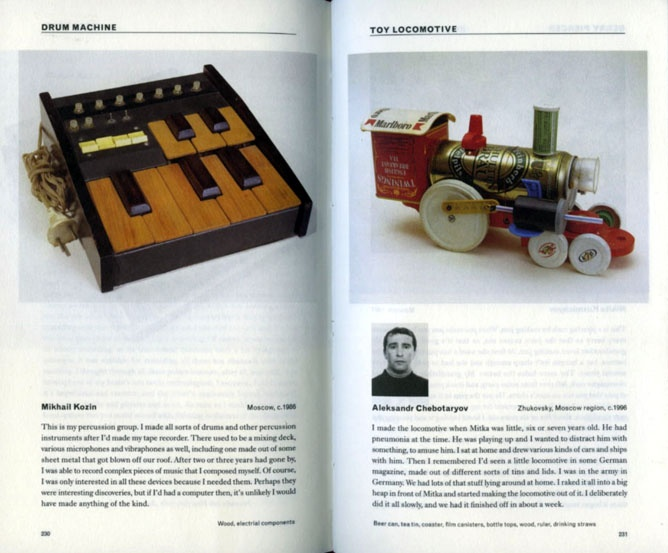 DRUM MACHINE
Mikhail Kozin
Moscow, c.1986
This is my percussion group. I made all sorts of drums and other percussion
instruments after I'd made my tape recorder. There used to be a mixing deck,
various microphones and vibraphones as well, including one made out of some
sheet metal that got blown off our roof. After two or three years had gone by,
I was able to record complex pieces of music that I composed myself. Of course,
I was only interested in all these devices because I needed them. Perhaps they
were interesting discoveries, but if I'd had a computer then, it's unlikely I would
have made anything of the kind.
Wood, electrial components
230
TOY LOCOMOTIVE
Marlboro
TWININGS
ENGLISH
BREAKFAST
TEA
Aleksandr Chebotaryov
Zhukovsky, Moscow region, c.1996
I made the locomotive when Mitka was little, six or seven years old. He had
pneumonia at the time. He was playing up and I wanted to distract him with
something, to amuse him. I sat at home and drew various kinds of cars and ships
with him. Then I remembered I'd seen a little locomotive in some German
magazine, made out of different sorts of tins and lids. I was in the army in
Germany. We had lots of that stuff lying around at home. I raked it all into a big
heap in front of Mitka and started making the locomotive out of it. I deliberately
did it all slowly, and we had it finished off in about a week.
Beer can, tea tin, coaster, film canisters, bottle tops, wood, ruler, drinking straws
231